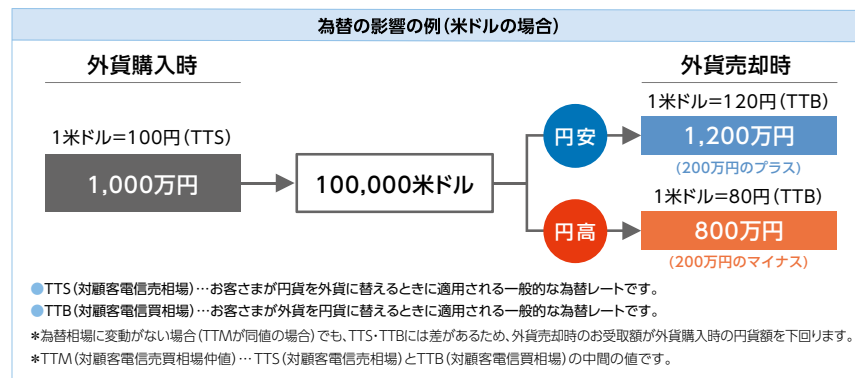 為替の影響の例(米ドルの場合)
外貨購入時
外貨売却時
1米ドル=100円(TTS)
1,000万円
100,000米ドル
円安
1米ドル=120円(TTB)
1,200万円
(200万円のプラス)
円高
1米ドル=80円(TTB)
800万円
(200万円のマイナス)
●TTS(対顧客電信売相場)…お客さまが円貨を外貨に替えるときに適用される一般的な為替レートです。
●TTB(対顧客電信買相場)…お客さまが外貨を円貨に替えるときに適用される一般的な為替レートです。
*為替相場に変動がない場合(TTMが同値の場合)でも、TTS・TTBには差があるため、外貨売却時のお受取額が外貨購入時の円貨額を下回ります。
*TTM(対顧客電信売買相場仲値)…TTS(対顧客電信売相場)とTTB(対顧客電信買相場)の中間の値です。